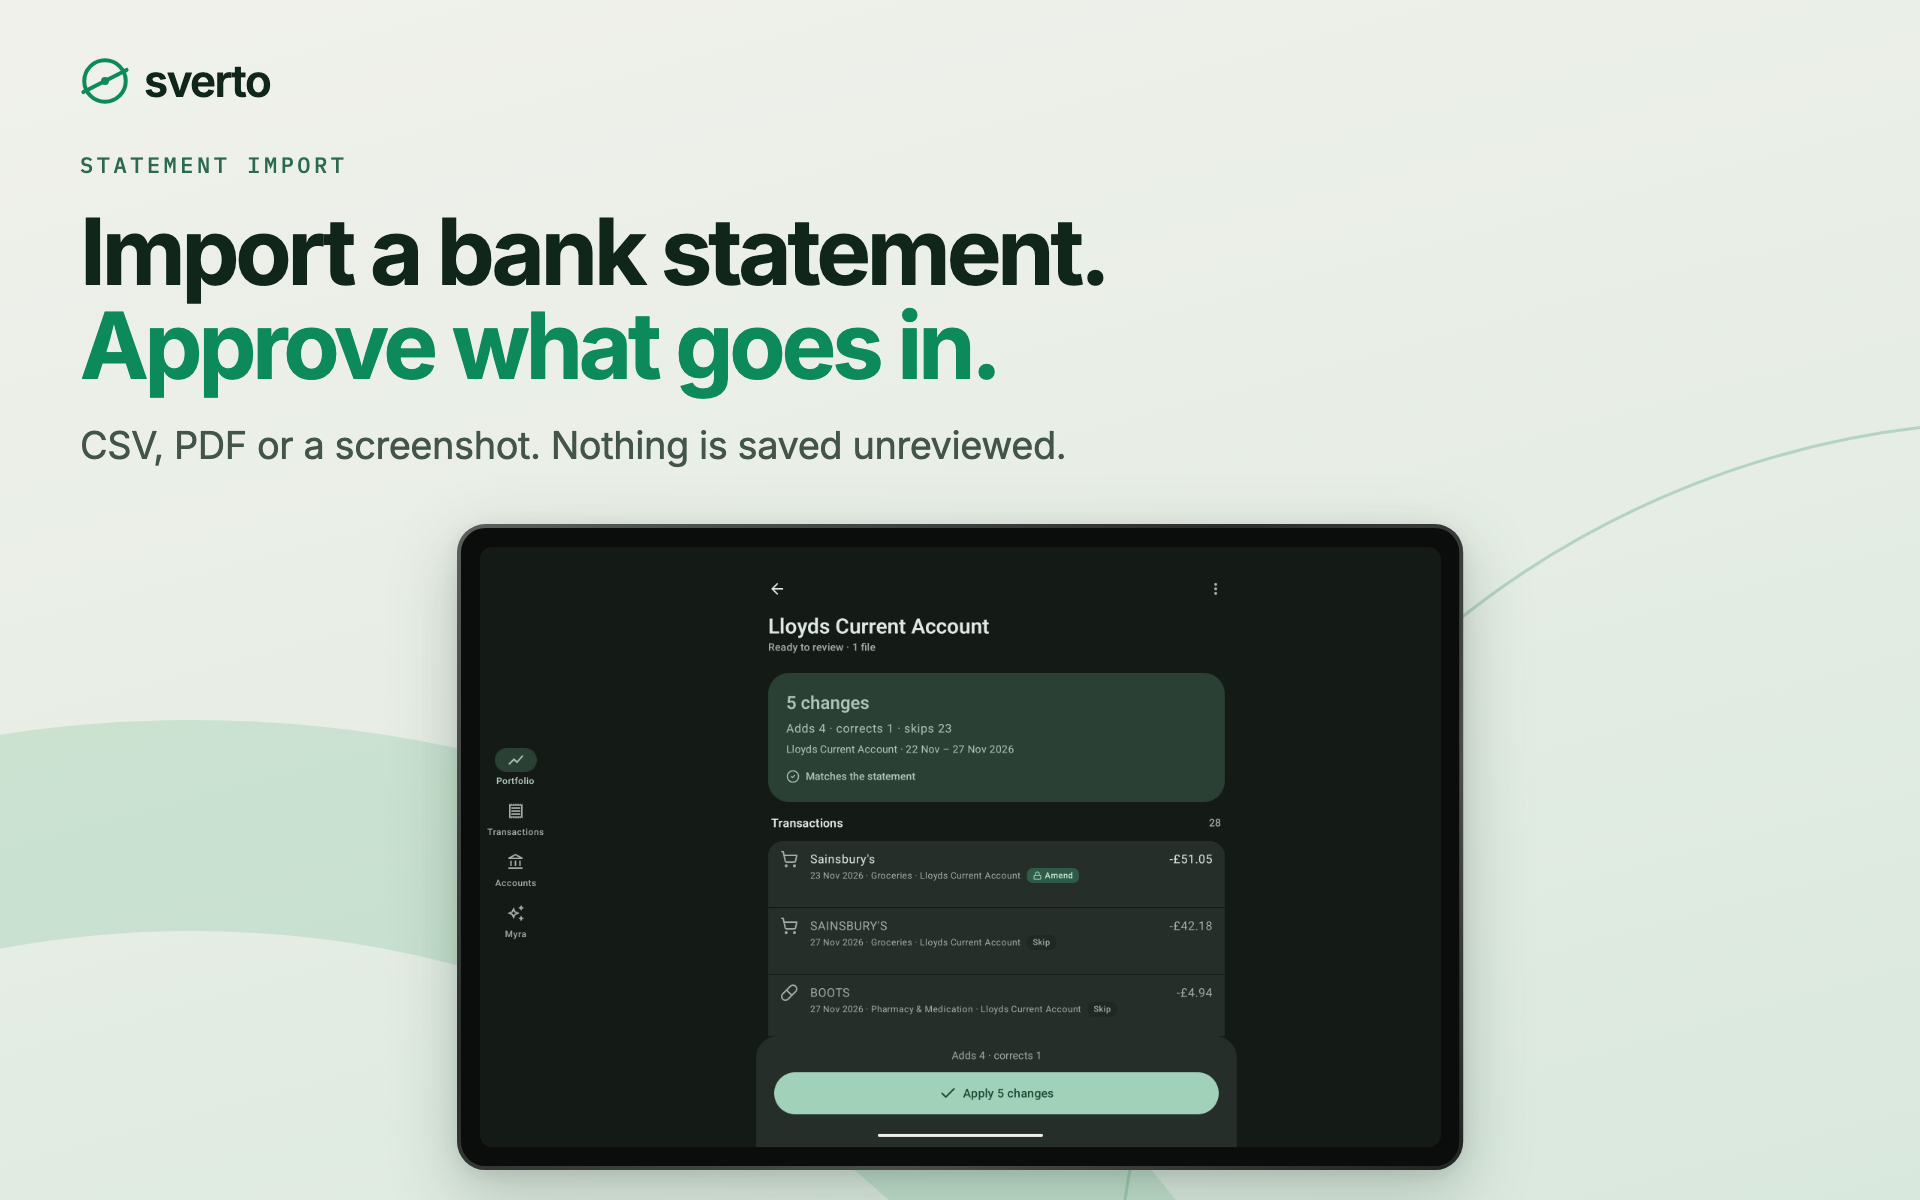 sverto
STATEMENT IMPORT
Import a bank statement.
Approve what goes in.
CSV, PDF or a screenshot. Nothing is saved unreviewed.
Lloyds Current Account
Ready to review · 1 file
5 changes
Adds 4 · corrects 1 · skips 23
Lloyds Current Account · 22 Nov – 27 Nov 2026
Matches the statement
Portfolio
Transactions
Accounts
Myra
Transactions 28
Sainsbury's -£51.05
23 Nov 2026 · Groceries · Lloyds Current Account Amend
SAINSBURY'S -£42.18
27 Nov 2026 · Groceries · Lloyds Current Account Skip
BOOTS -£4.94
27 Nov 2026 · Pharmacy & Medication · Lloyds Current Account Skip
Adds 4 · corrects 1
Apply 5 changes